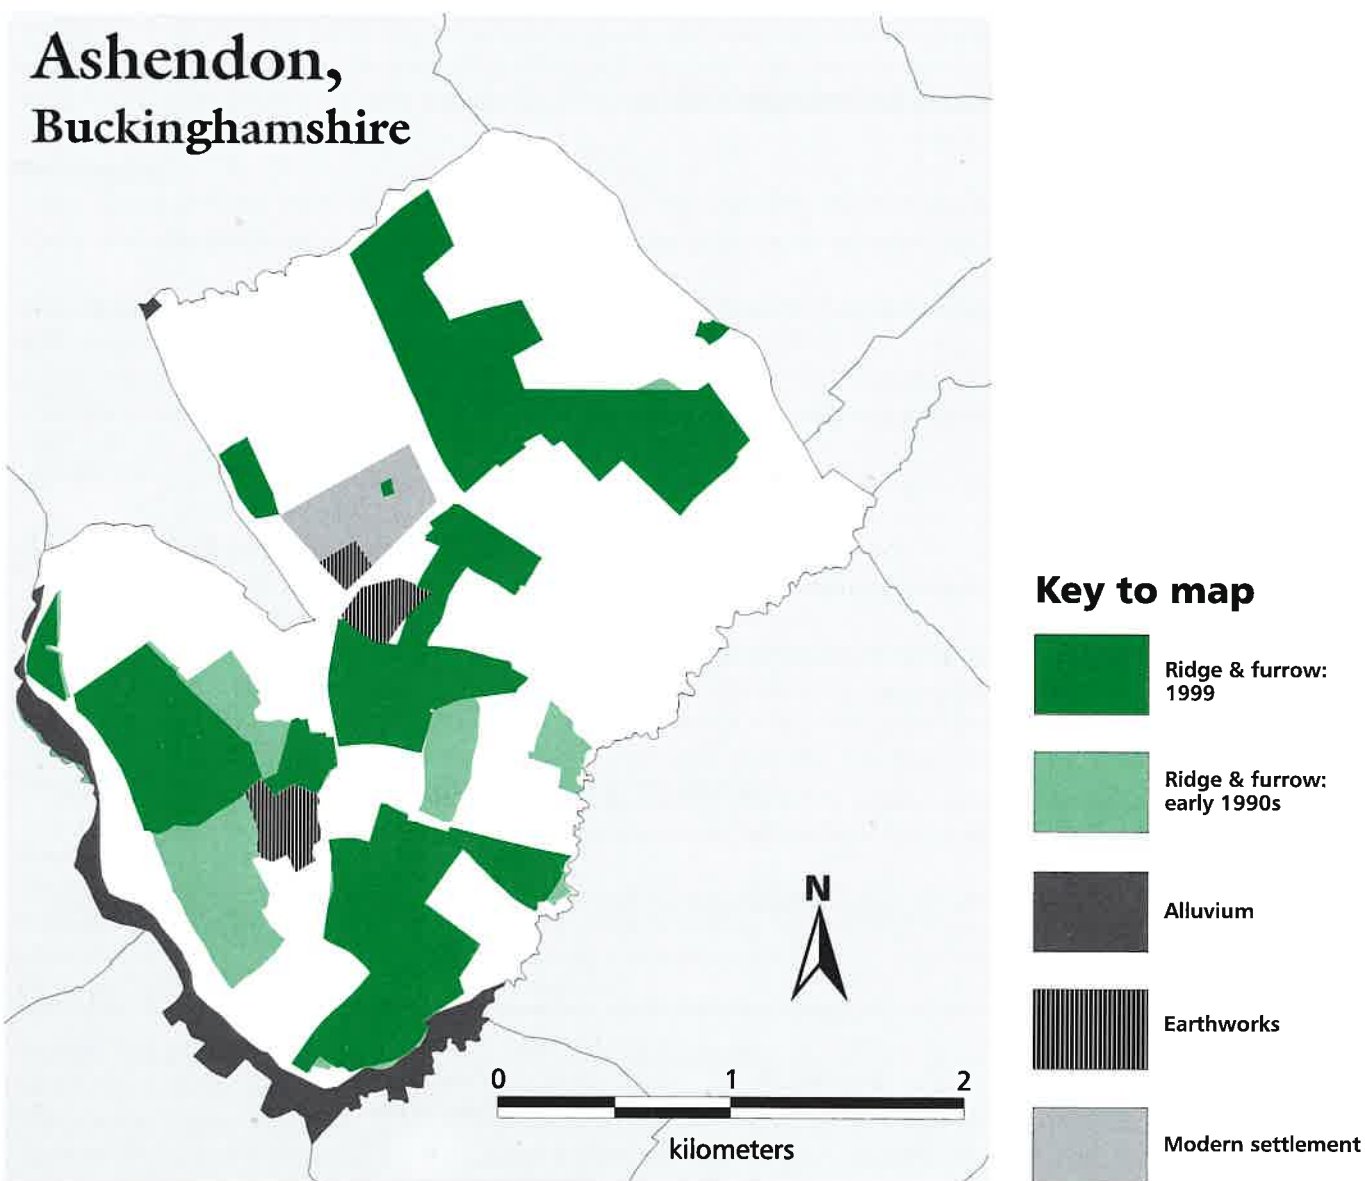 Ashendon,
Buckinghamshire
Key to map
Ridge & furrow:
1999
Ridge & furrow:
early 1990s
Alluvium
Earthworks
Modern settlement
N
0 1 2
kilometers